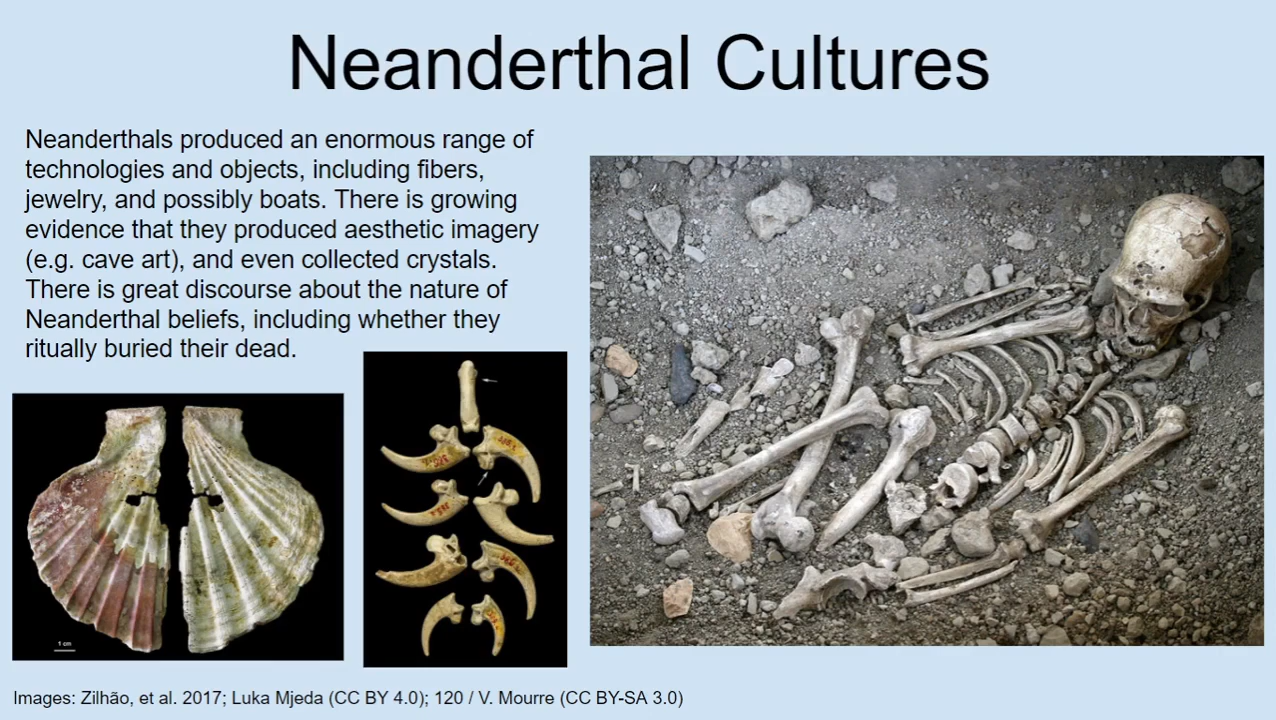 Neanderthal Cultures
Neanderthals produced an enormous range of
technologies and objects, including fibers,
jewelry, and possibly boats. There is growing
evidence that they produced aesthetic imagery
(e.g. cave art), and even collected crystals.
There is great discourse about the nature of
Neanderthal beliefs, including whether they
ritually buried their dead.
1 cm
Images: Zilhão, et al. 2017; Luka Mjeda (CC BY 4.0); 120 / V. Mourre (CC BY-SA 3.0)